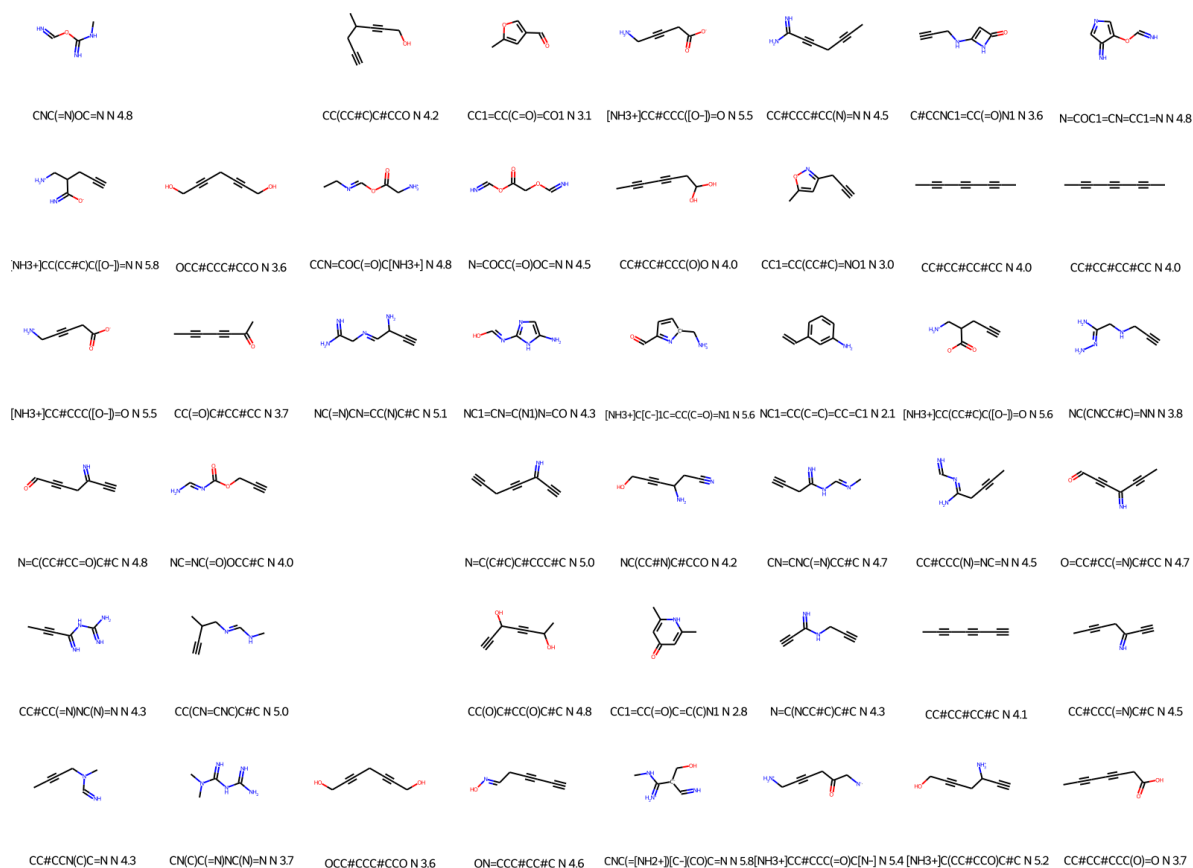 CNC(=N)OC=N N 4.8
CC(CC#C)C#CCO N 4.2
CC1=CC(C=O)=CO1 N 3.1
[NH3+]CC#CCC([O-])=O N 5.5
CC#CCC#CC(N)=N N 4.5
C#CCNC1=CC(=O)N1 N 3.6
N=COC1=CN=CC1=N N 4.8
[NH3+]CC(CC#C)C([O-])=N N 5.8
OCC#CCC#CCO N 3.6
CCN=COC(=O)C[NH3+] N 4.8
N=COCC(=O)OC=N N 4.5
CC#CC#CCC(O)O N 4.0
CC1=CC(CC#C)=NO1 N 3.0
CC#CC#CC#CC N 4.0
CC#CC#CC#CC N 4.0
[NH3+]CC#CCC([O-])=O N 5.5
CC(=O)C#CC#CC N 3.7
NC(=N)CN=CC(N)C#C N 5.1
NC1=CN=C(N1)N=CO N 4.3
[NH3+]C[C-]1C=CC(C=O)=N1 N 5.6
NC1=CC(C=C)=CC=C1 N 2.1
[NH3+]CC(CC#C)C([O-])=O N 5.6
NC(CNCC#C)=NN N 3.8
N=C(CC#CC=O)C#C N 4.8
NC=NC(=O)OCC#C N 4.0
N=C(C#C)C#CCC#C N 5.0
NC(CC#N)C#CCO N 4.2
CN=CNC(=N)CC#C N 4.7
CC#CCC(N)=NC=N N 4.5
O=CC#CC(=N)C#CC N 4.7
CC#CC(=N)NC(N)=N N 4.3
CC(CN=CNC)C#C N 5.0
CC(O)C#CC(O)C#C N 4.8
CC1=CC(=O)C=C(C)N1 N 2.8
N=C(NCC#C)C#C N 4.3
CC#CC#CC#C N 4.1
CC#CCC(=N)C#C N 4.5
CC#CCN(C)C=N N 4.3
CN(C)C(=N)NC(N)=N N 3.7
OCC#CCC#CCO N 3.6
ON=CCC#CC#C N 4.6
CNC(=[NH2+])[C-](CO)C=N N 5.8
[NH3+]CC#CCC(=O)C[N-] N 5.4
[NH3+]C(CC#CCO)C#C N 5.2
CC#CC#CCC(O)=O N 3.7